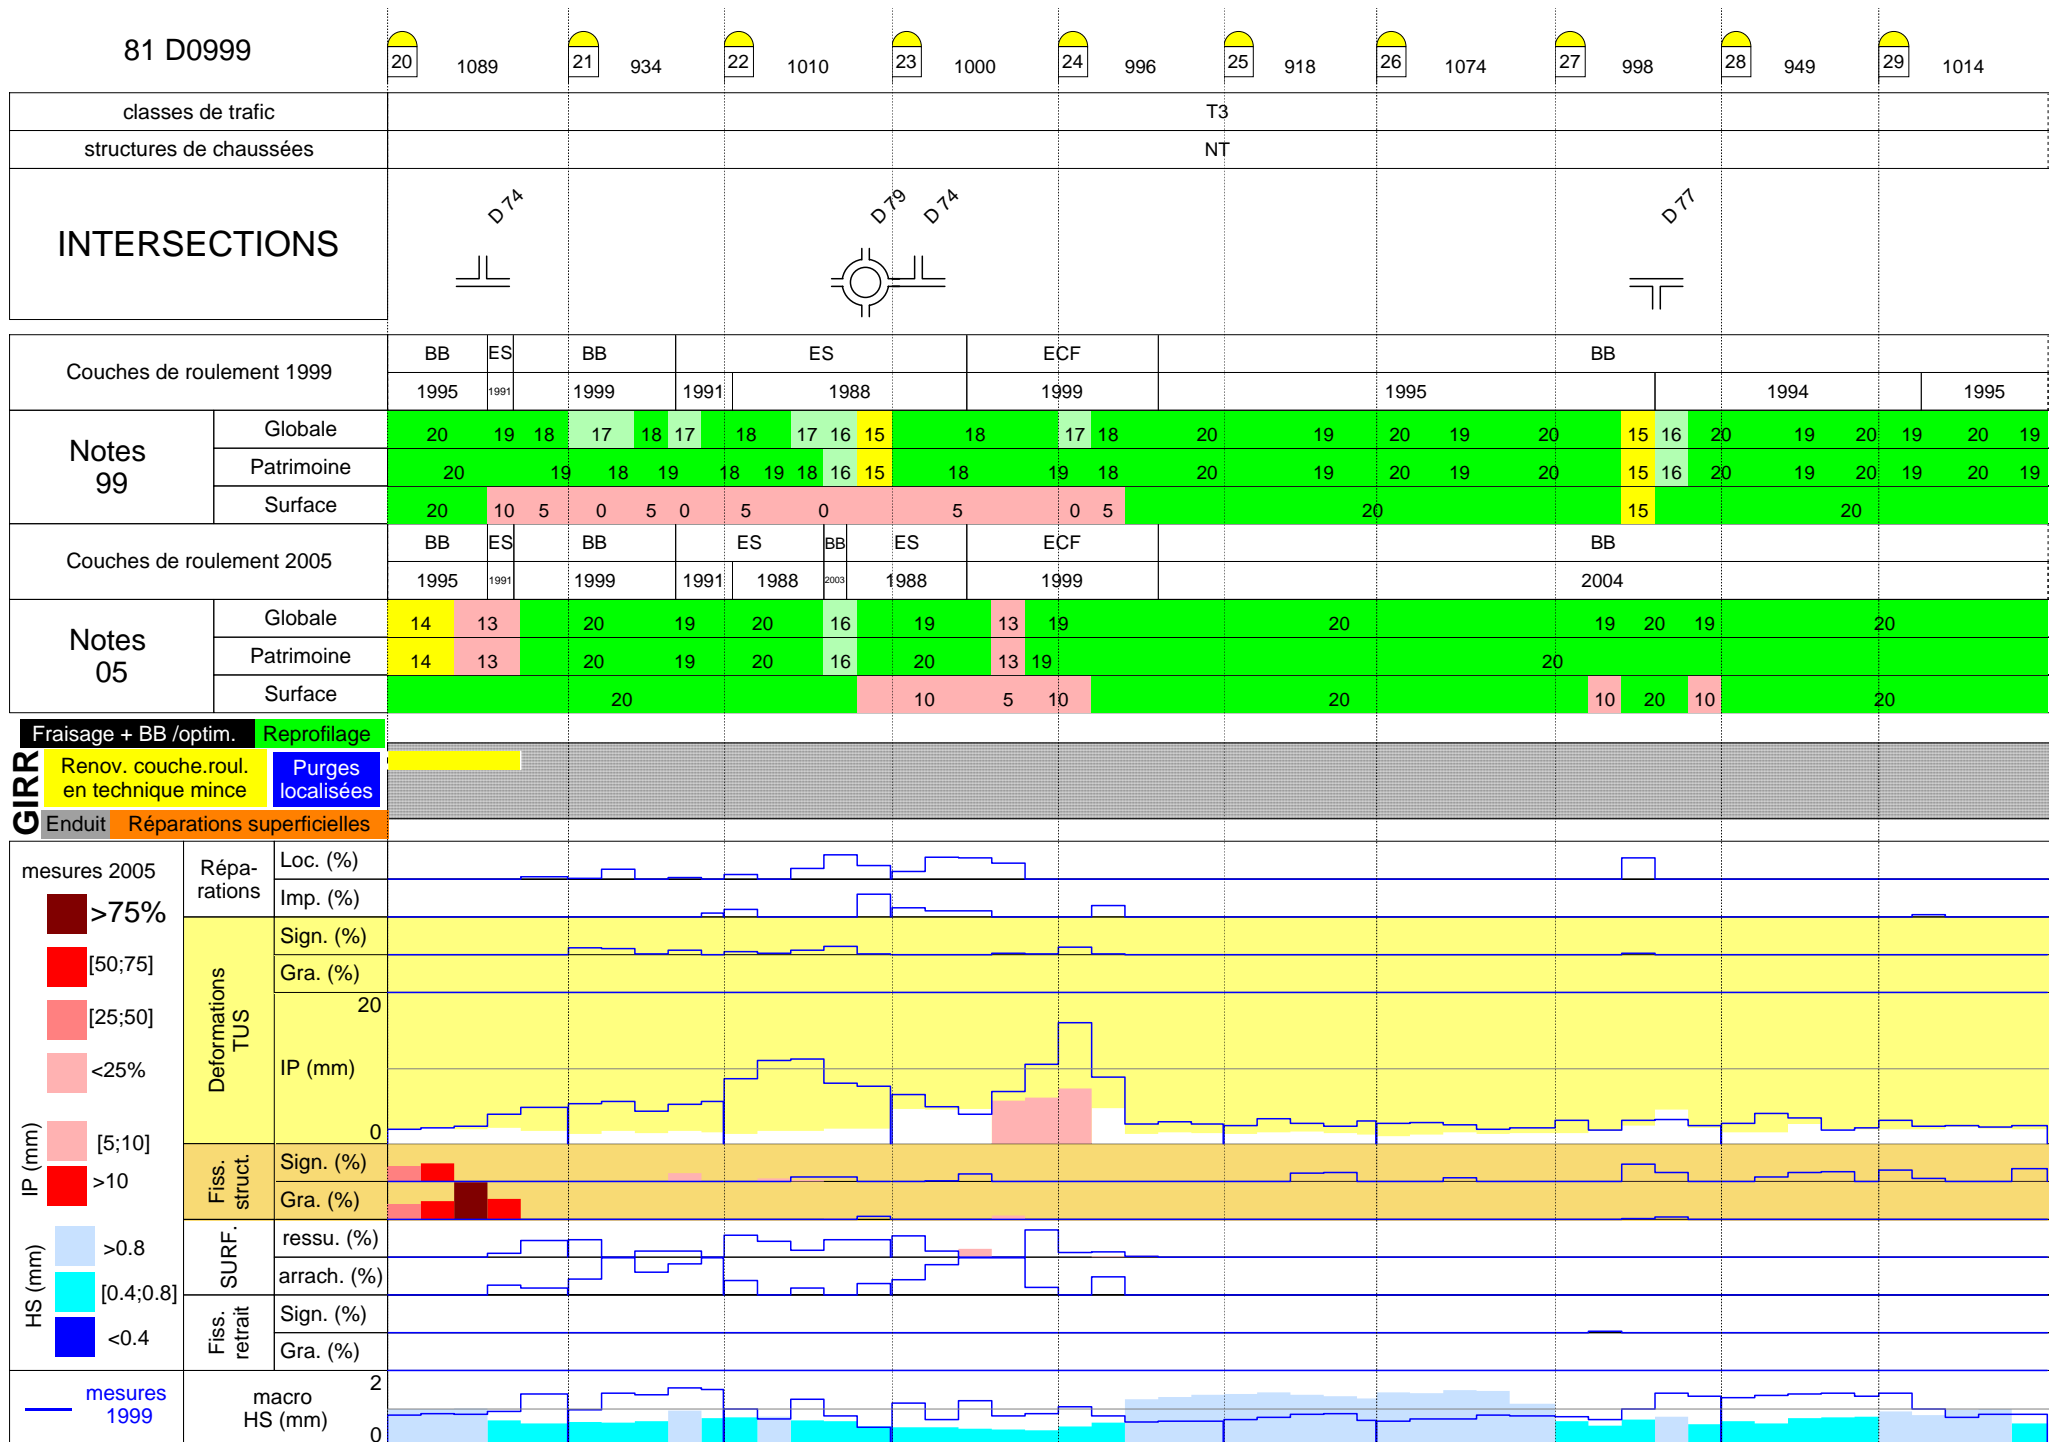 81 D0999
20 1089 21 934 22 1010 23 1000 24 996 25 918 26 1074 27 998 28 949 29 1014
classes de trafic T3
structures de chaussées NT
INTERSECTIONS D 74 D 79 D 74 D 77
Couches de roulement 1999
BB ES BB ES ECF BB
1995 1991 1999 1991 1988 1999 1995 1994 1995
Notes 99
Globale 20 19 18 17 18 17 18 17 16 15 18 17 18 20 19 20 19 20 15 16 20 19 20 19 20 19
Patrimoine 20 19 18 19 18 19 18 16 15 18 19 18 20 19 20 19 20 15 16 20 19 20 19 20 19
Surface 20 10 5 0 5 0 5 0 5 0 5 20 15 20
Couches de roulement 2005
BB ES BB ES BB ES ECF BB
1995 1991 1999 1991 1988 2003 1988 1999 2004
Notes 05
Globale 14 13 20 19 20 16 19 13 19 20 19 20 19 20
Patrimoine 14 13 20 19 20 16 20 13 19 20
Surface 20 10 5 10 20 10 20 10 20
GIRR
Fraisage + BB /optim. Reprofilage
Renov. couche.roul.
en technique mince
Purges
localisées
Enduit Réparations superficielles
mesures 2005
>75%
[50;75]
[25;50]
<25%
IP (mm)
[5;10]
>10
HS (mm)
>0.8
[0.4;0.8]
<0.4
mesures
1999
Répa-
rations
Loc. (%)
Imp. (%)
Deformations
TUS
Sign. (%)
Gra. (%)
20
IP (mm)
0
Fiss.
struct.
Sign. (%)
Gra. (%)
SURF.
ressu. (%)
arrach. (%)
Fiss.
retrait
Sign. (%)
Gra. (%)
macro
HS (mm)
2
0